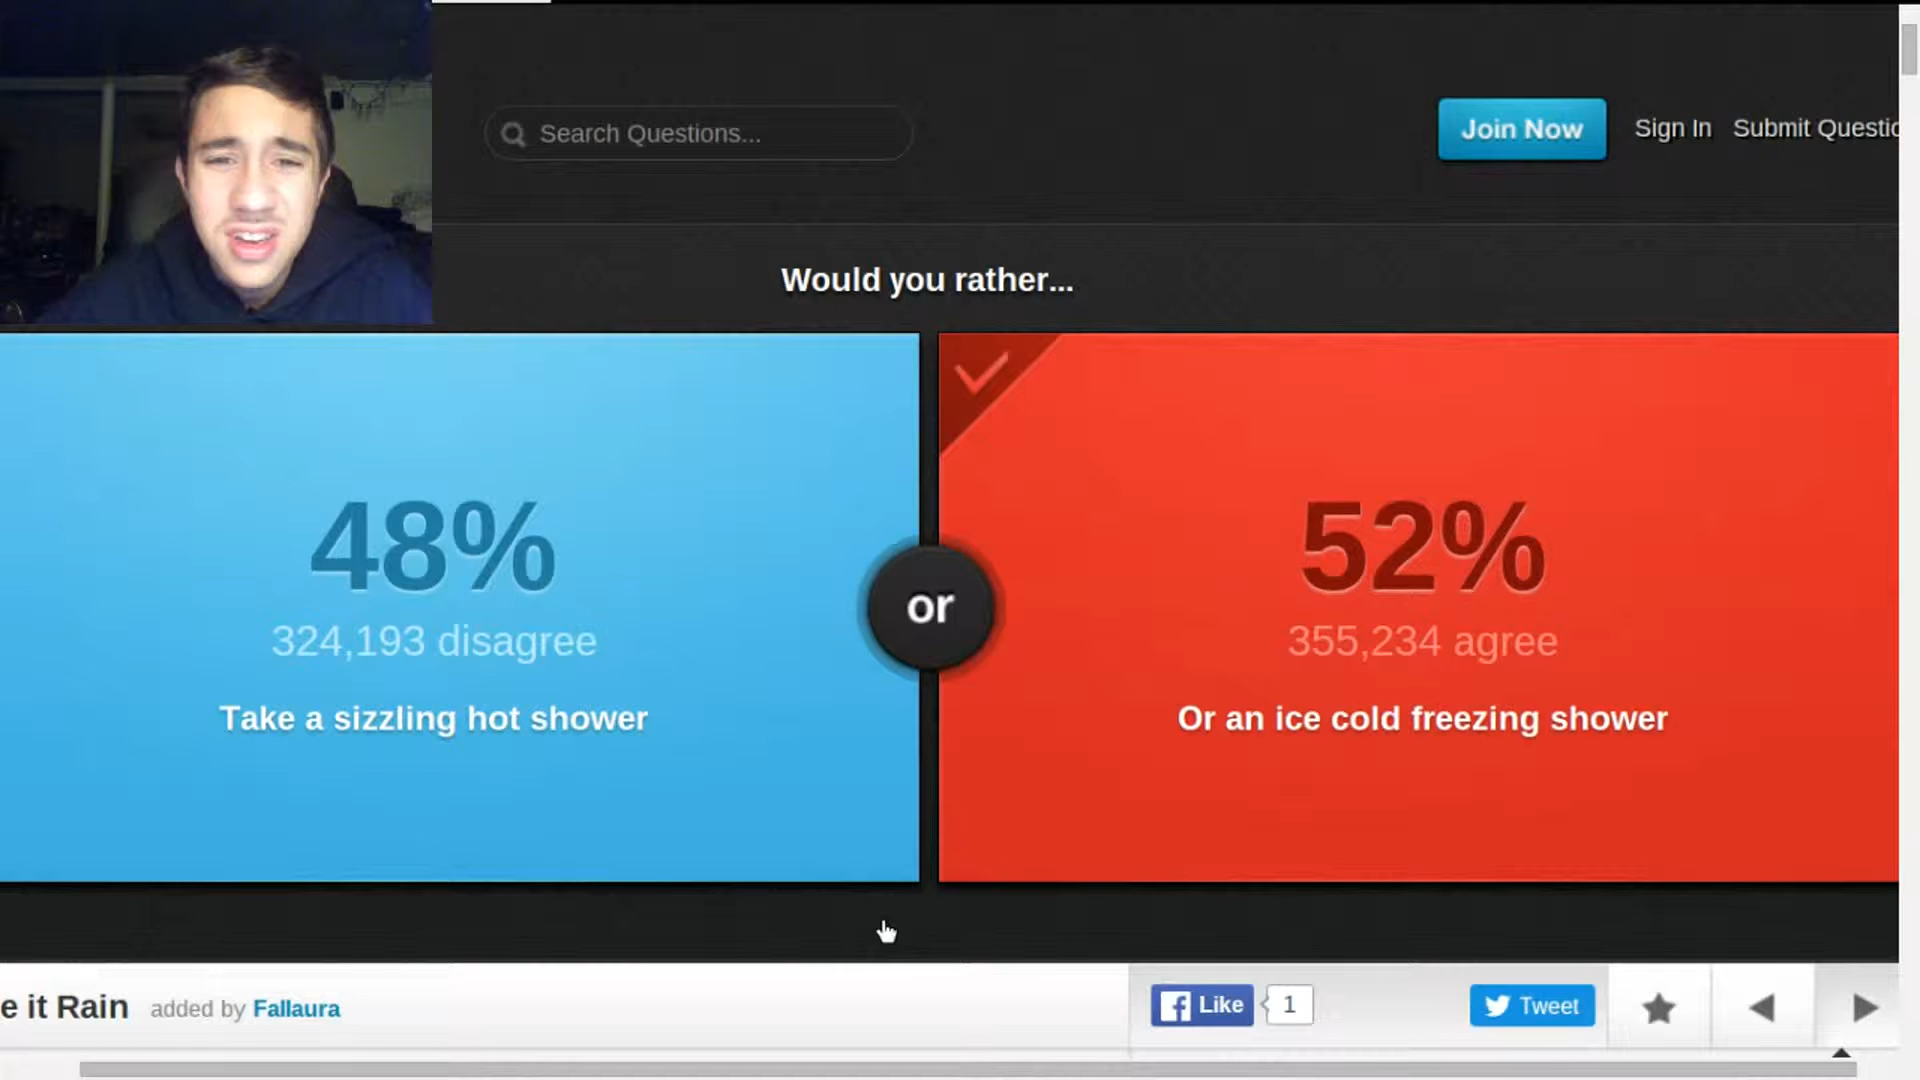 Search Questions...
Join Now
Sign In
Submit Questio
Would you rather...
48%
324,193 disagree
Take a sizzling hot shower
or
52%
355,234 agree
Or an ice cold freezing shower
e it Rain added by Fallaura
Like
1
Tweet